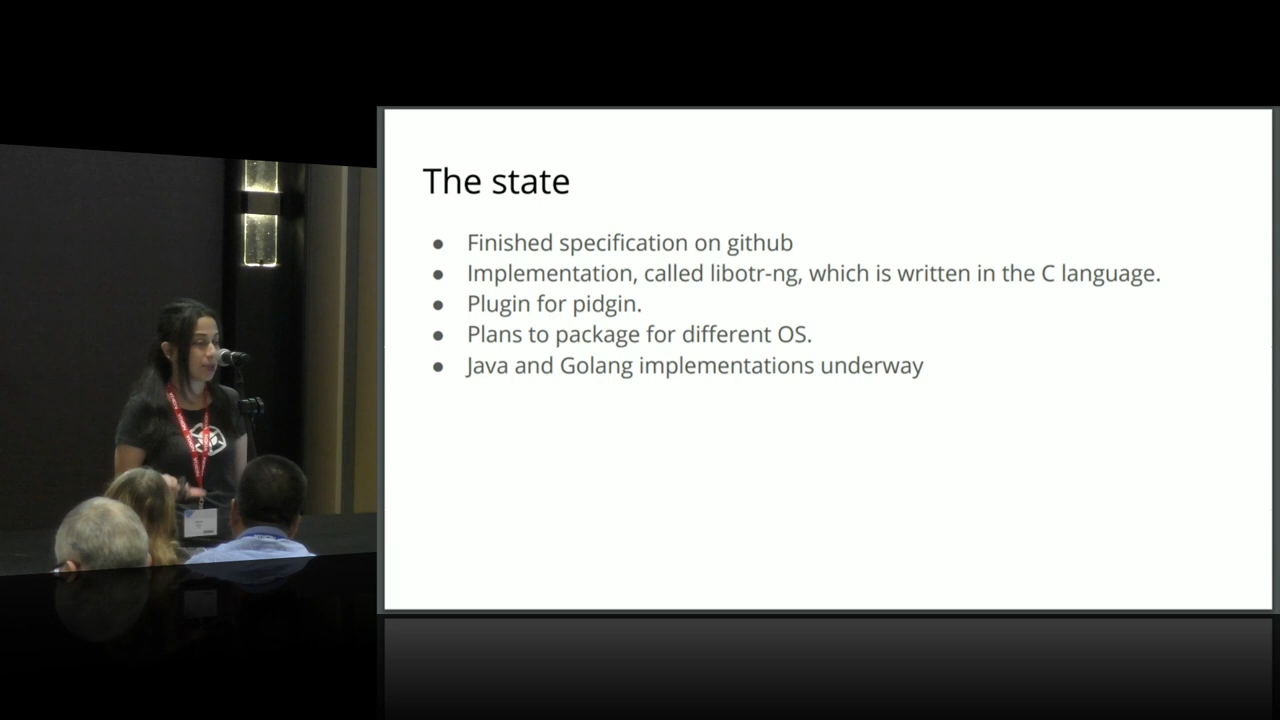 The state
● Finished specification on github
● Implementation, called libotr-ng, which is written in the C language.
● Plugin for pidgin.
● Plans to package for different OS.
● Java and Golang implementations underway